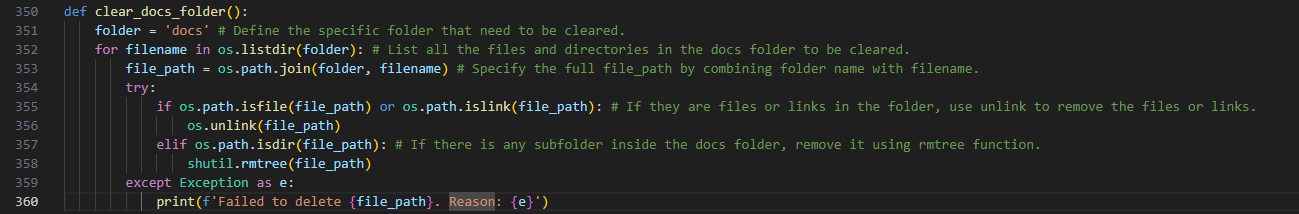 350 def clear_docs_folder():
351     folder = 'docs' # Define the specific folder that need to be cleared.
352     for filename in os.listdir(folder): # List all the files and directories in the docs folder to be cleared.
353         file_path = os.path.join(folder, filename) # Specify the full file_path by combining folder name with filename.
354         try:
355             if os.path.isfile(file_path) or os.path.islink(file_path): # If they are files or links in the folder, use unlink to remove the files or links.
356                 os.unlink(file_path)
357             elif os.path.isdir(file_path): # If there is any subfolder inside the docs folder, remove it using rmtree function.
358                 shutil.rmtree(file_path)
359         except Exception as e:
360             print(f'Failed to delete {file_path}. Reason: {e}')